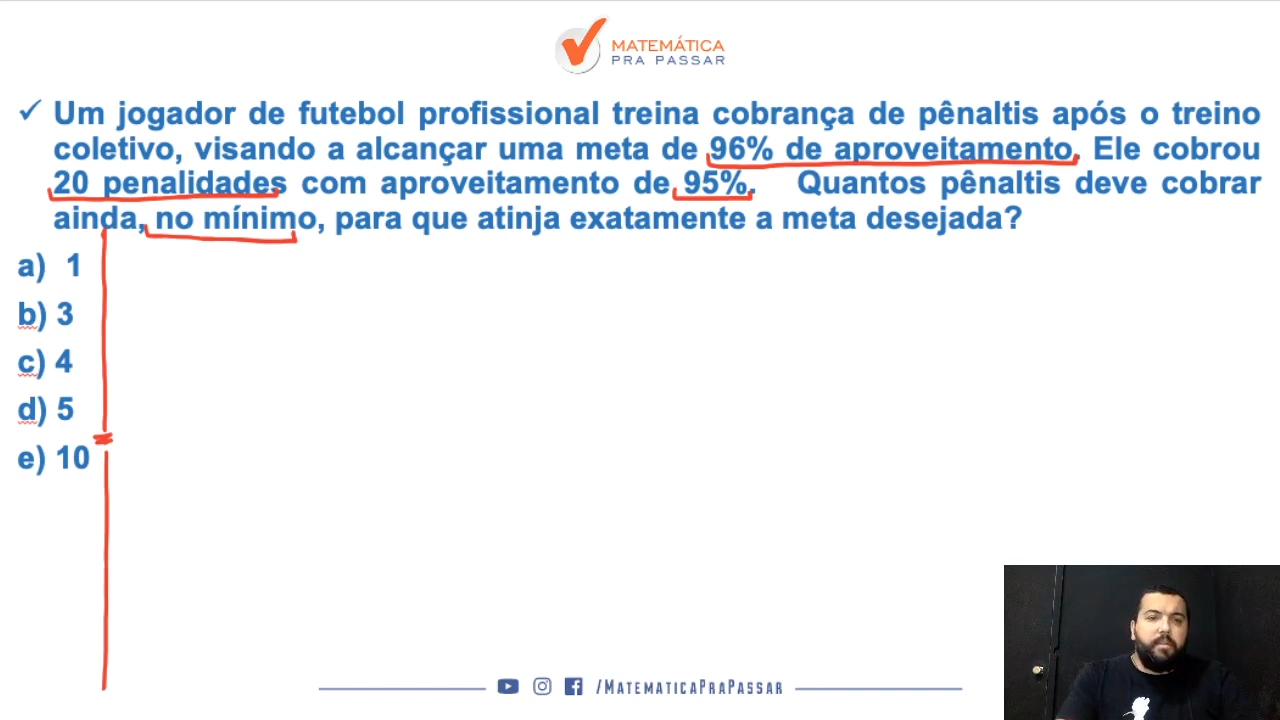 MATEMÁTICA
PRA PASSAR
✓ Um jogador de futebol profissional treina cobrança de pênaltis após o treino
coletivo, visando a alcançar uma meta de 96% de aproveitamento. Ele cobrou
20 penalidades com aproveitamento de 95%. Quantos pênaltis deve cobrar
ainda, no mínimo, para que atinja exatamente a meta desejada?
a) 1
b) 3
c) 4
d) 5
e) 10
/MATEMATICAPRAPASSAR